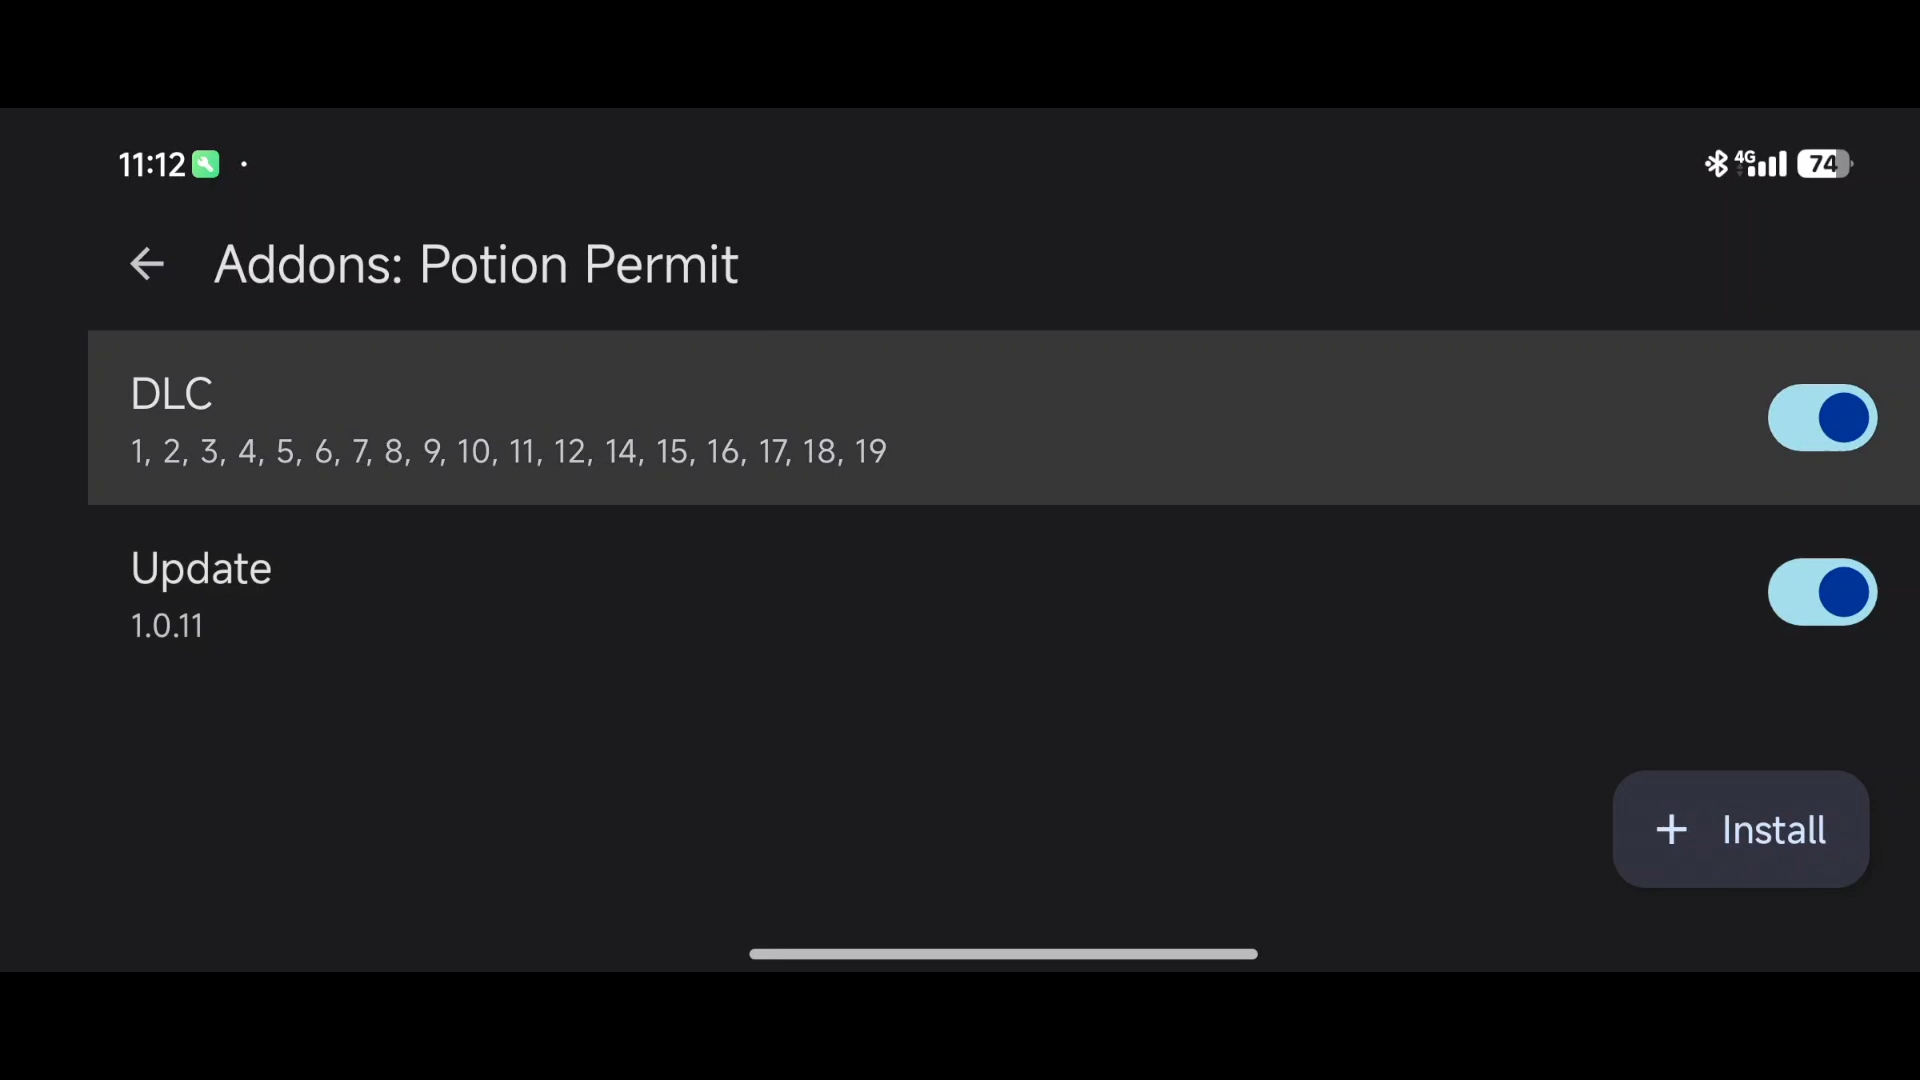 11:12
4G
74
Addons: Potion Permit
DLC
1, 2, 3, 4, 5, 6, 7, 8, 9, 10, 11, 12, 14, 15, 16, 17, 18, 19
Update
1.0.11
+ Install